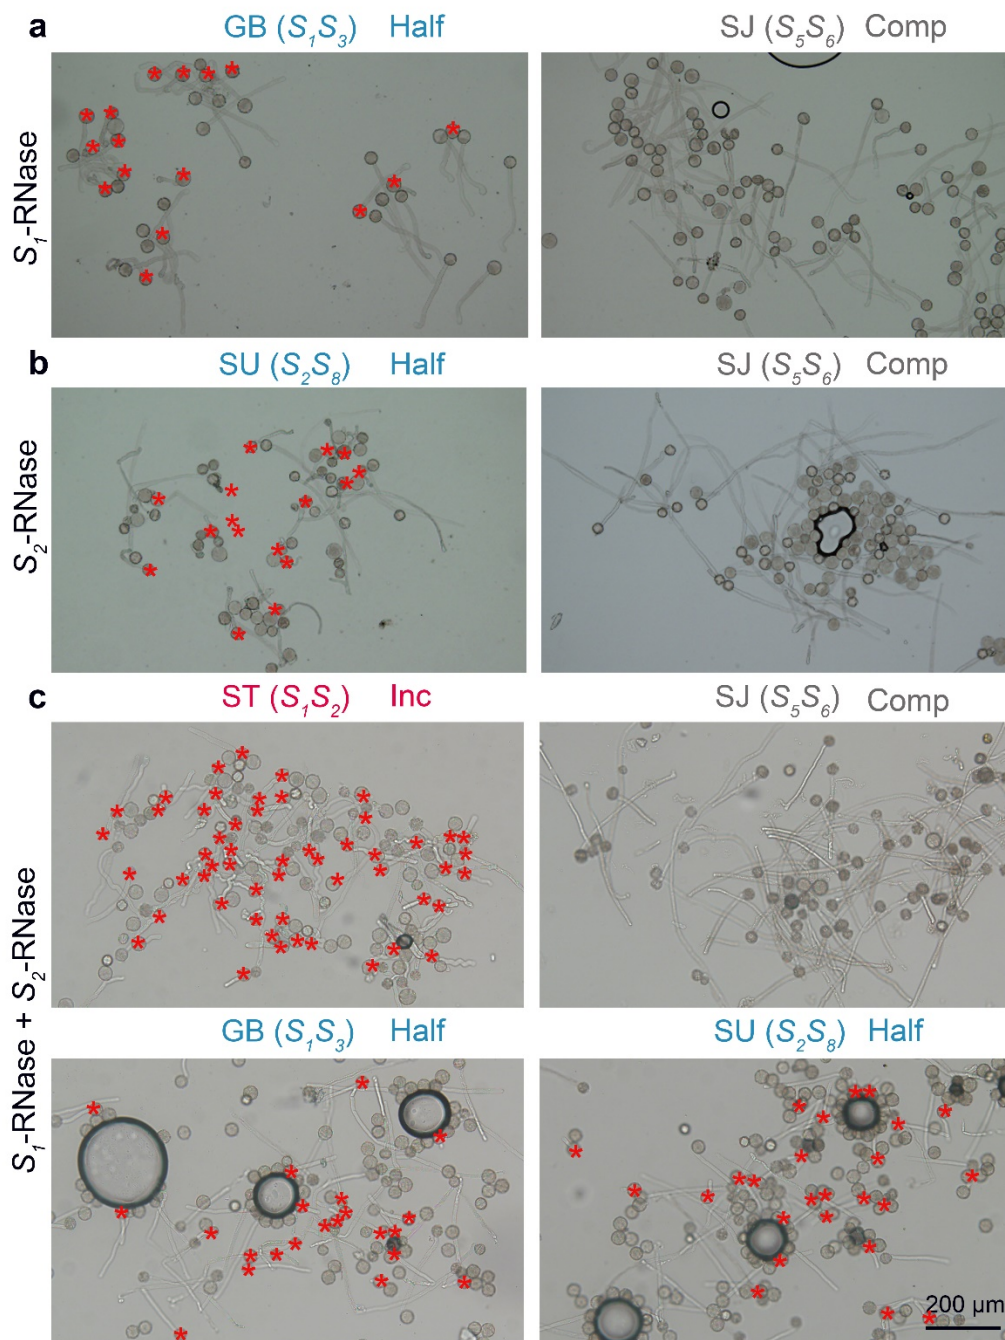 a
GB (S₁S₃) Half
SJ (S₅S₆) Comp
S₁-RNase
b
SU (S₂S₈) Half
SJ (S₅S₆) Comp
S₂-RNase
c
ST (S₁S₂) Inc
SJ (S₅S₆) Comp
S₁-RNase + S₂-RNase
GB (S₁S₃) Half
SU (S₂S₈) Half
200 µm